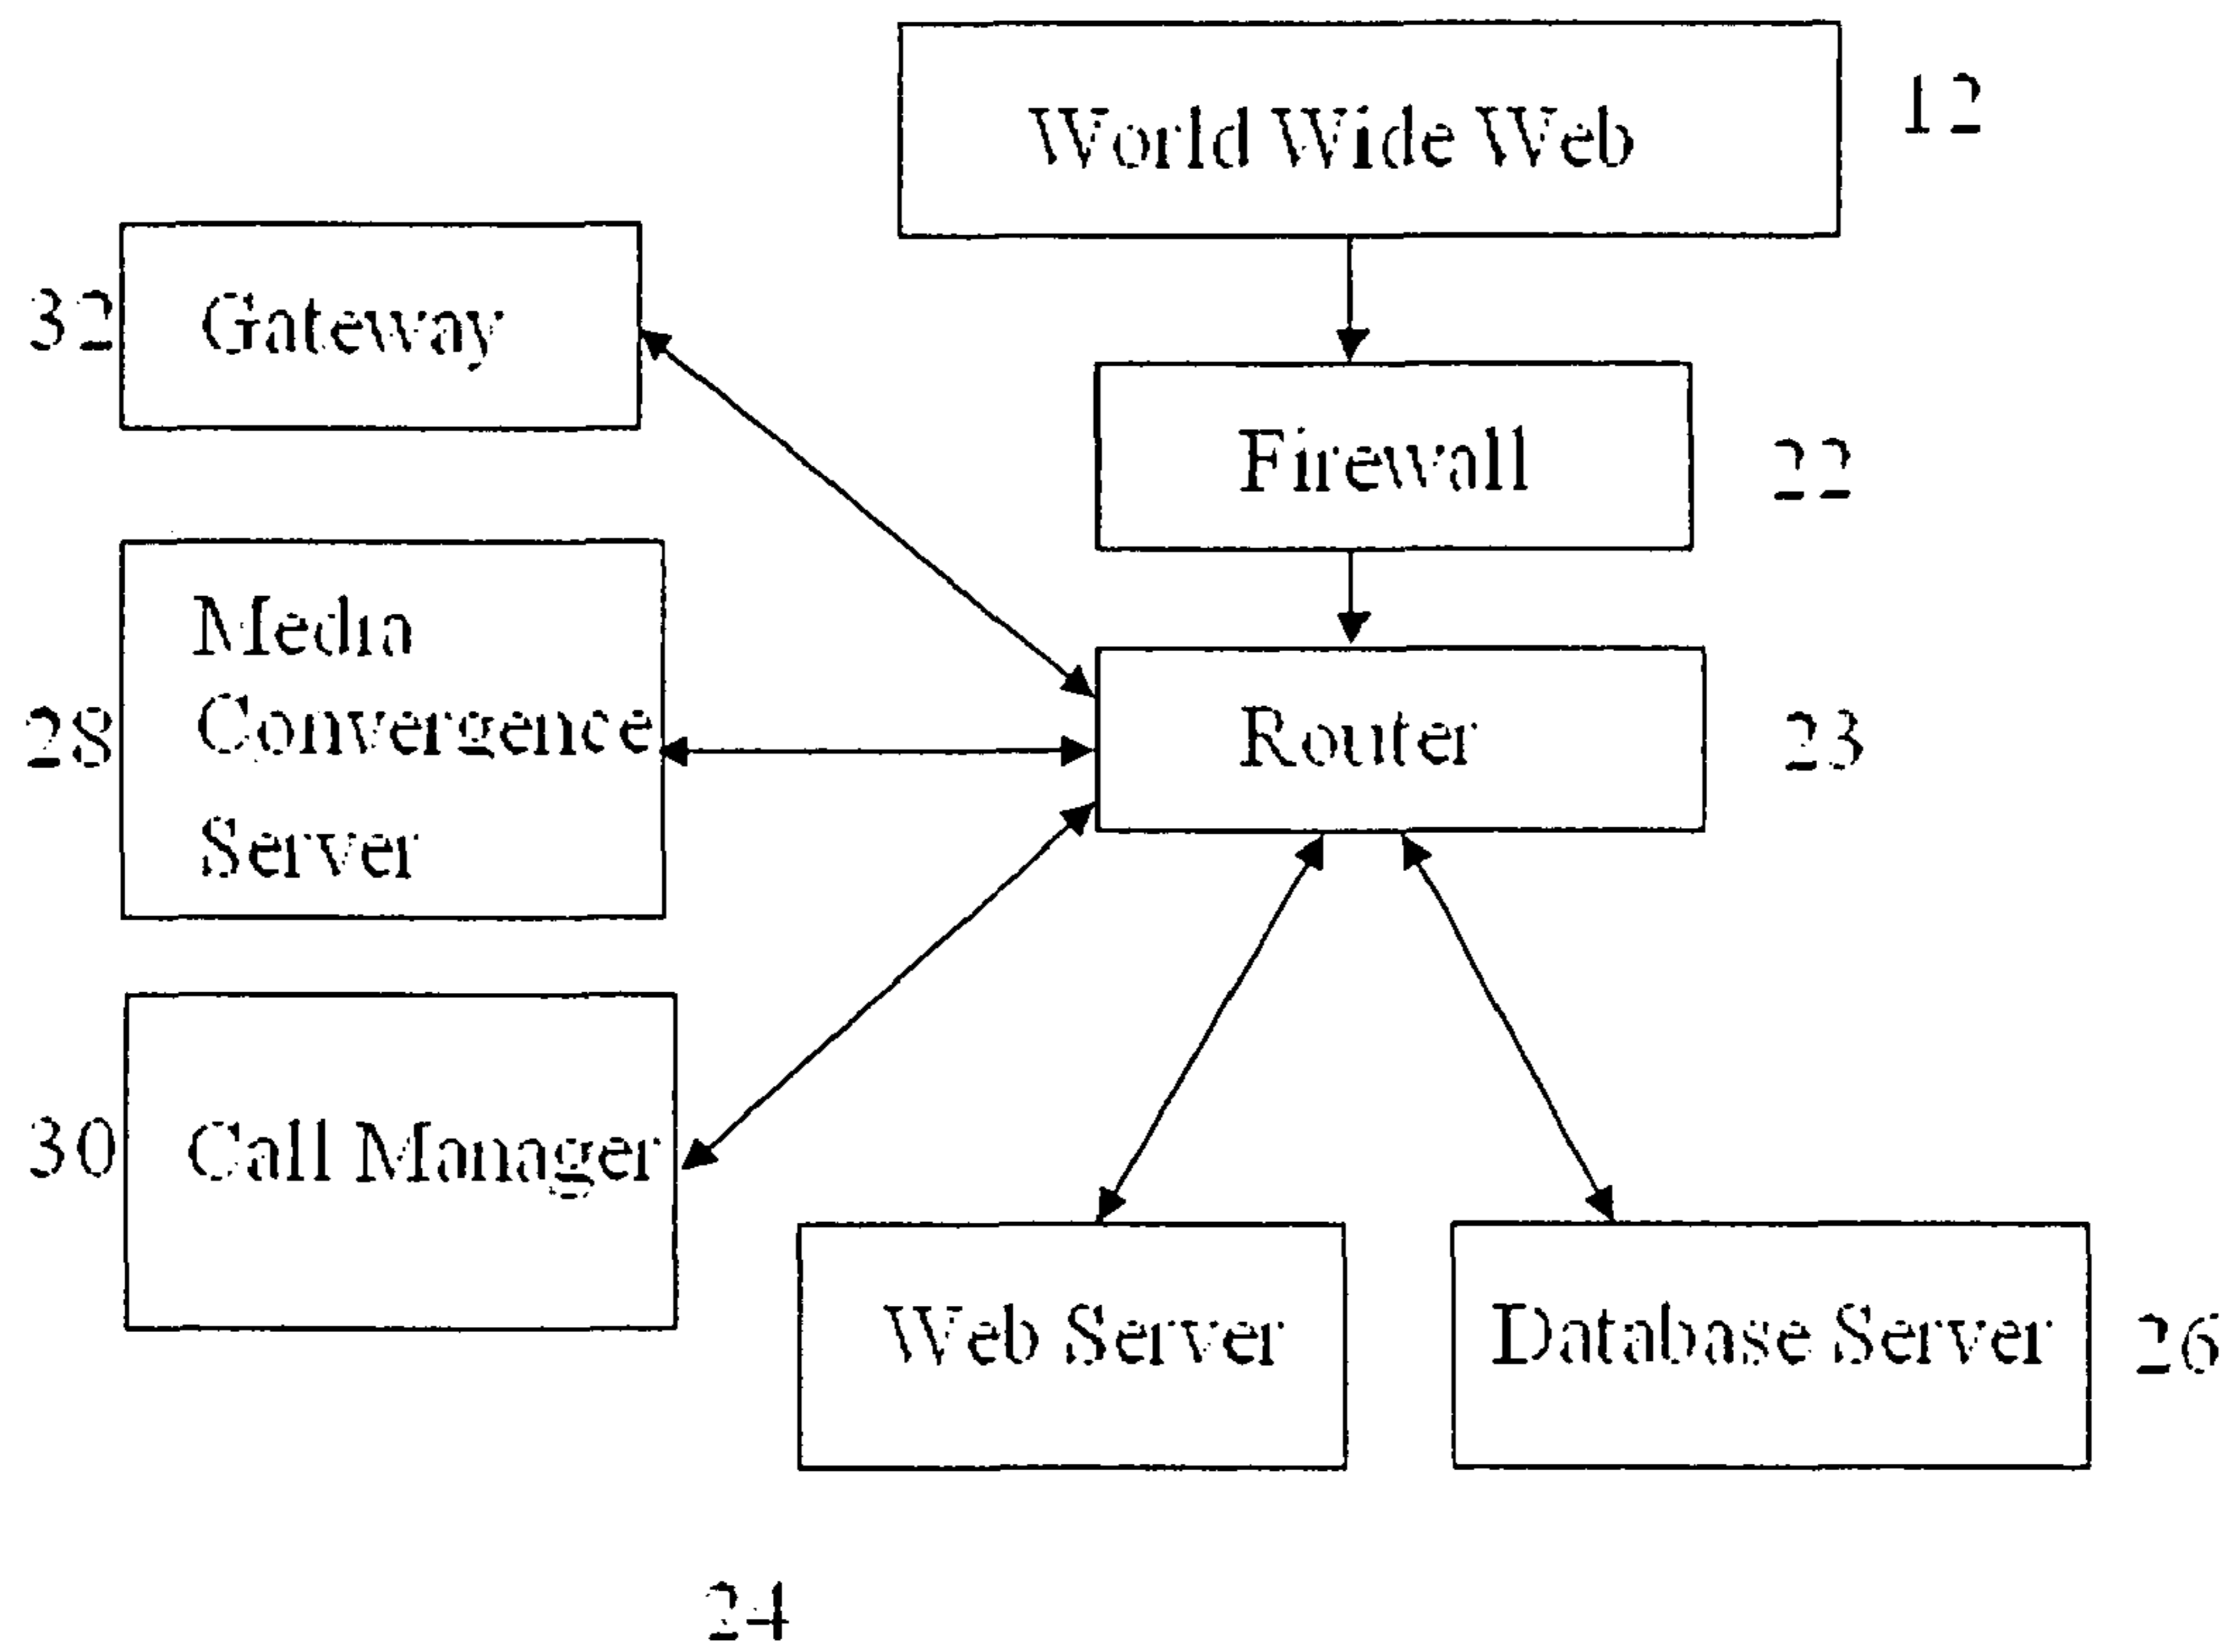 World Wide Web
12
32
Gateway
Firewall
22
Media
Convergence
Server
28
Router
23
30
Call Manager
Web Server
Database Server
26
24